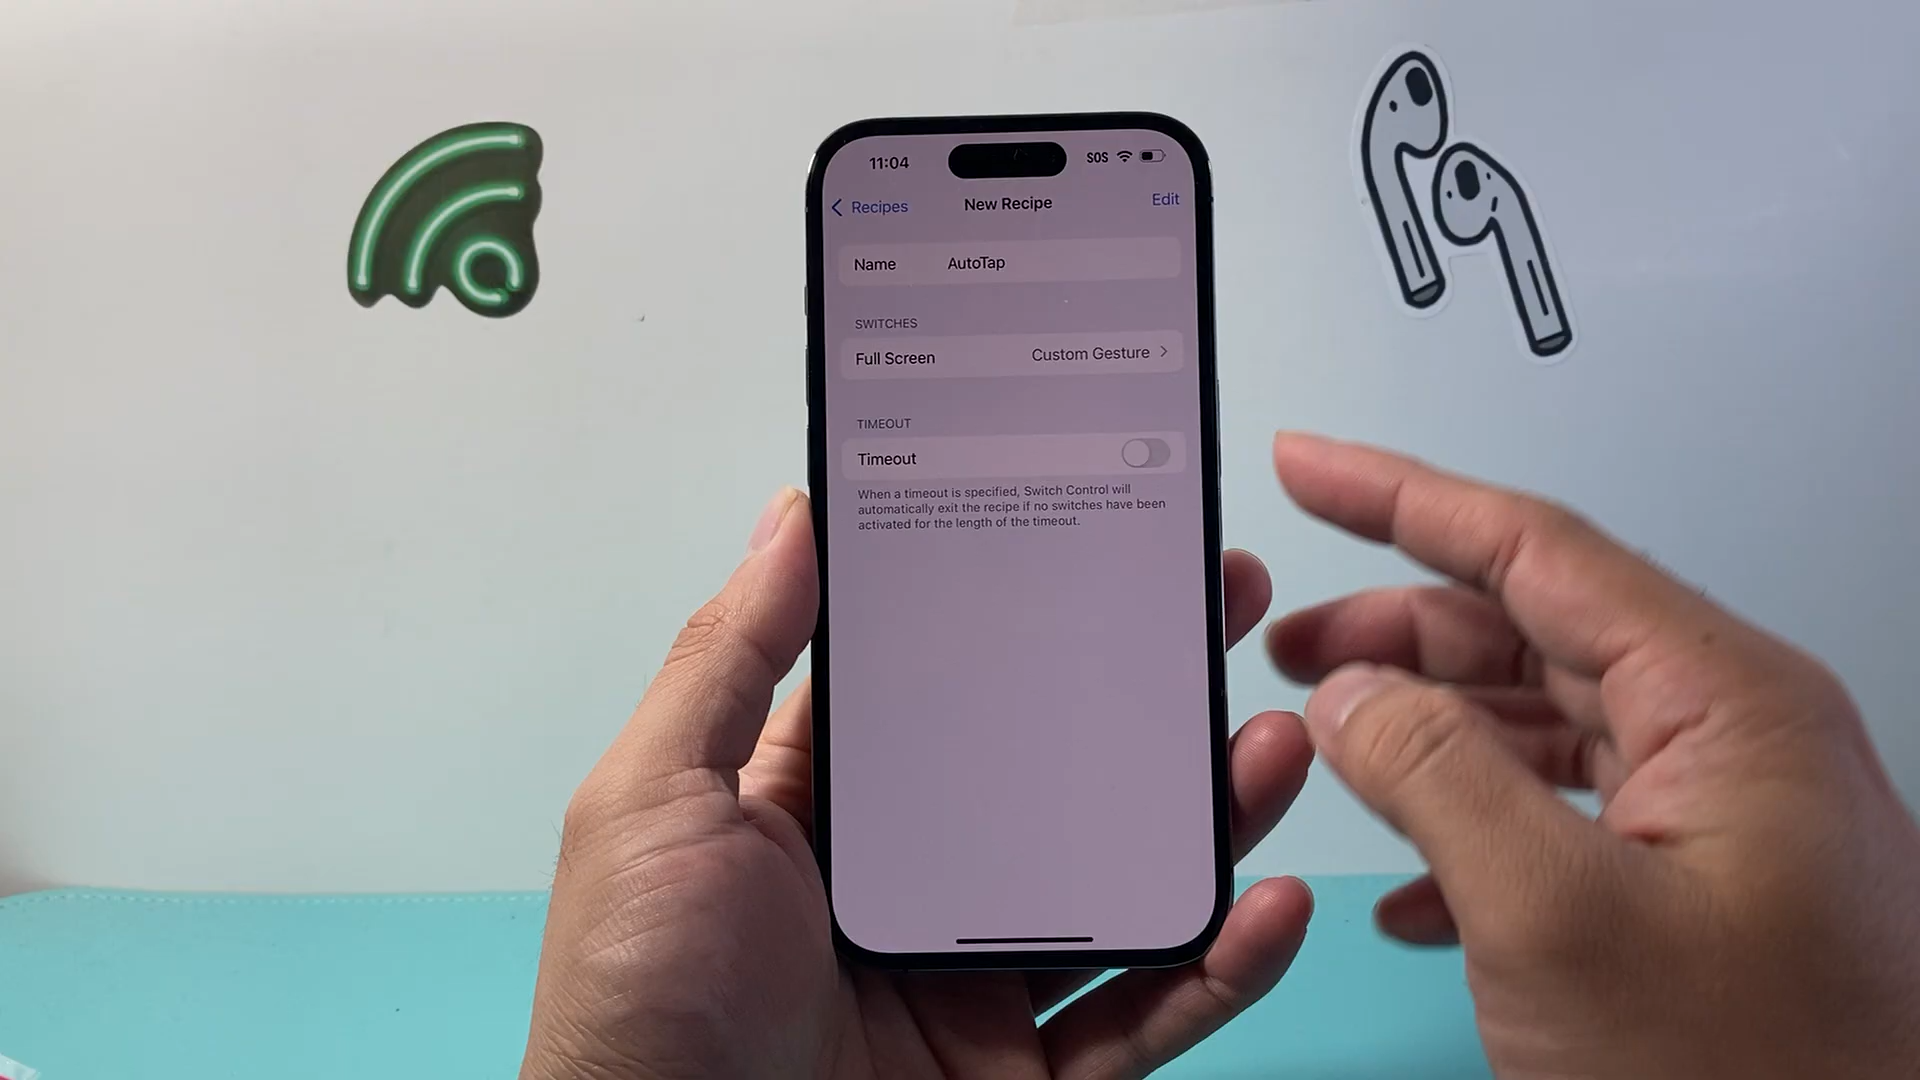 11:04 SOS
Recipes New Recipe Edit
Name AutoTap
SWITCHES
Full Screen Custom Gesture
TIMEOUT
Timeout
When a timeout is specified, Switch Control will
automatically exit the recipe if no switches have been
activated for the length of the timeout.